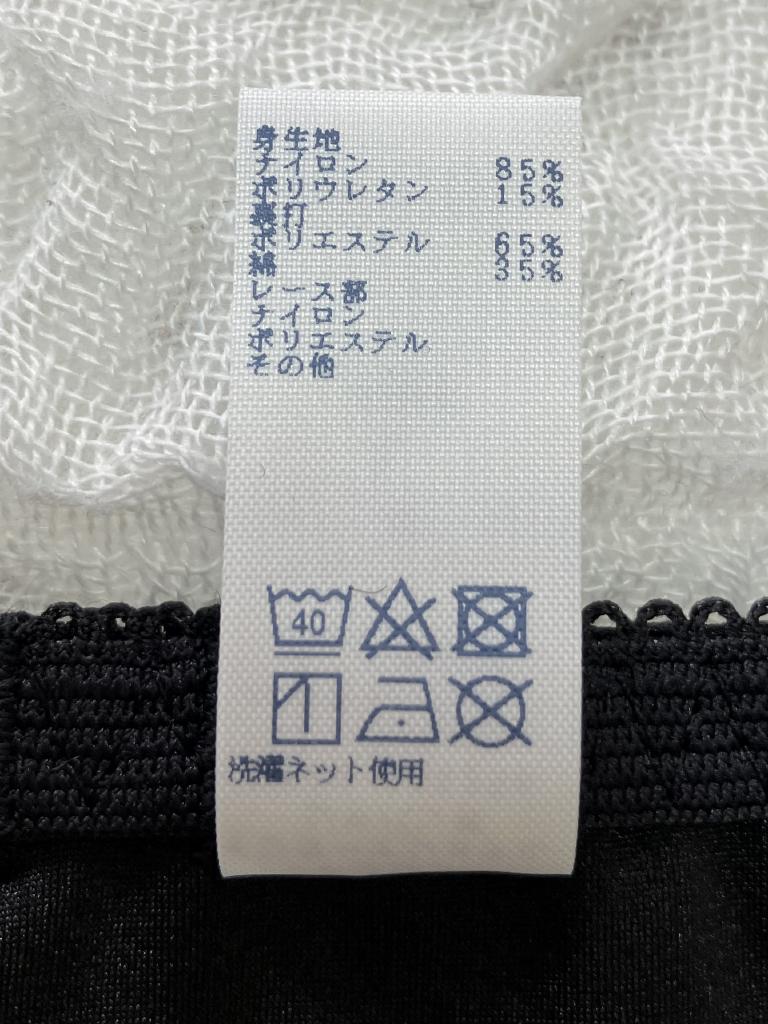 身生地
ナイロン 85%
ポリウレタン 15%
裏打
ポリエステル 65%
綿 35%
レース部
ナイロン
ポリエステル
その他
40
洗濯ネット使用